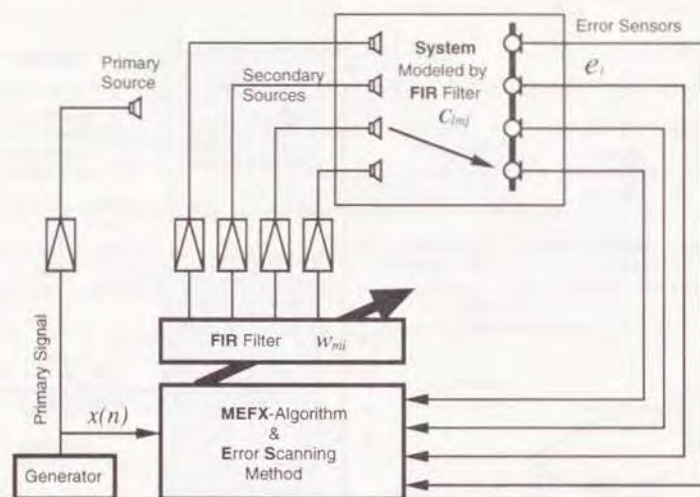 Error Sensors
System
Modeled by
FIR Filter
C_lmj
e_l
Primary
Source
Secondary
Sources
Primary Signal
FIR Filter w_mi
x(n)
MEFX-Algorithm
&
Error Scanning
Method
Generator